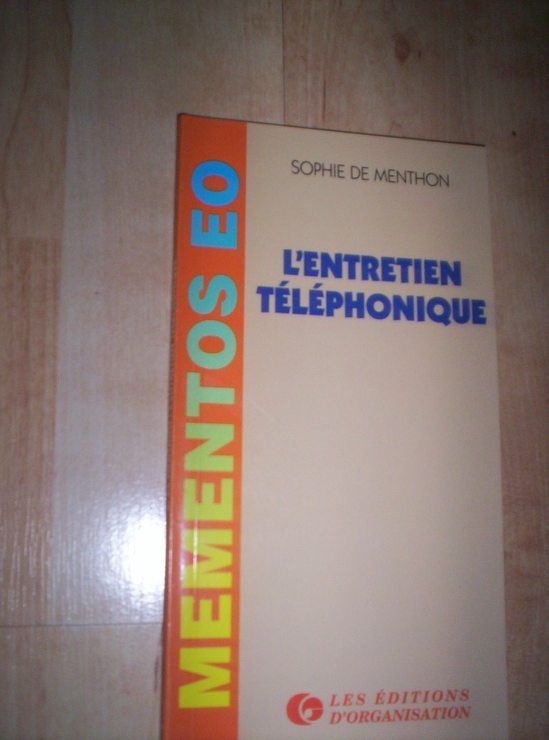 SOPHIE DE MENTHON
L'ENTRETIEN
TÉLÉPHONIQUE
MEMENTOS EO
LES ÉDITIONS
D'ORGANISATION